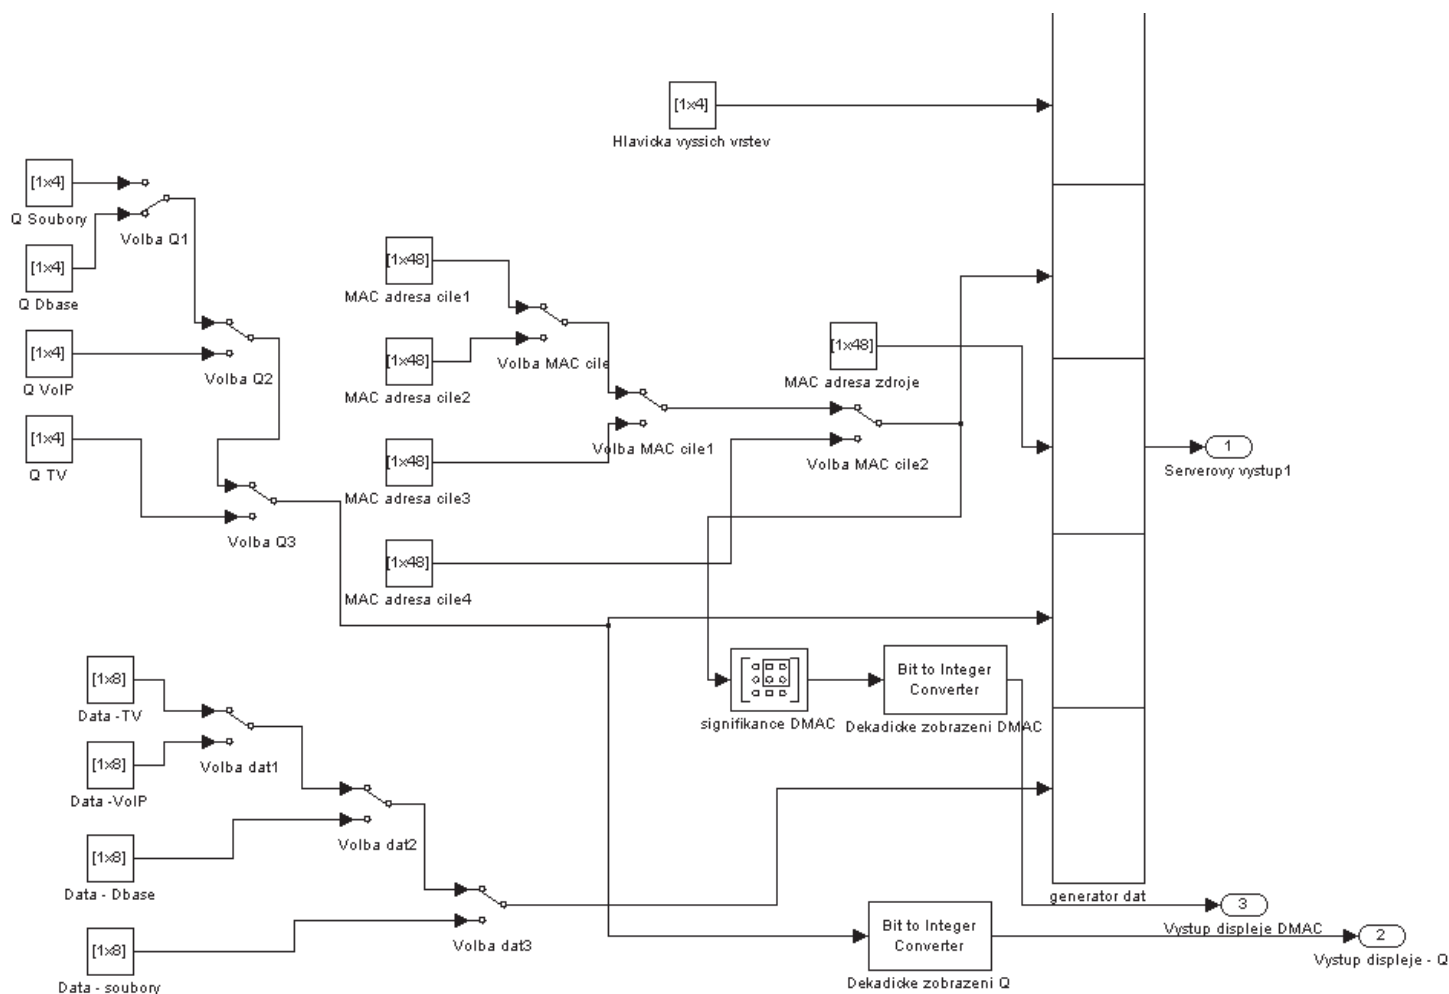 [1x4]
Hlavicka vyssich vrstev
[1x4]
Q Soubory
Volba Q1
[1x4]
Q Dbase
[1x48]
MAC adresa cile1
[1x4]
Q VoIP
Volba Q2
[1x48]
MAC adresa cile2
Volba MAC cile
[1x48]
MAC adresa zdroje
[1x4]
Q TV
[1x48]
MAC adresa cile3
Volba MAC cile1
Volba MAC cile2
1
Serverovy vystup1
Volba Q3
[1x48]
MAC adresa cile4
[1x8]
Data -TV
signifikance DMAC
Bit to Integer
Converter
Dekadicke zobrazeni DMAC
[1x8]
Data -VoIP
Volba dat1
Volba dat2
[1x8]
Data - Dbase
generator dat
3
Vystup displeje DMAC
[1x8]
Data - soubory
Volba dat3
Bit to Integer
Converter
Dekadicke zobrazeni Q
2
Vystup displeje - Q